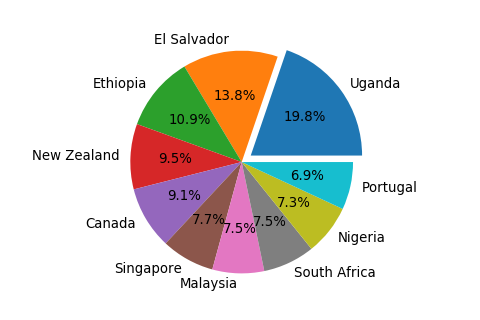 El Salvador
Uganda
Ethiopia
13.8%
19.8%
10.9%
New Zealand
9.5%
6.9%
Portugal
9.1%
7.3%
Canada
7.7%
7.5%
7.5%
Nigeria
Singapore
South Africa
Malaysia